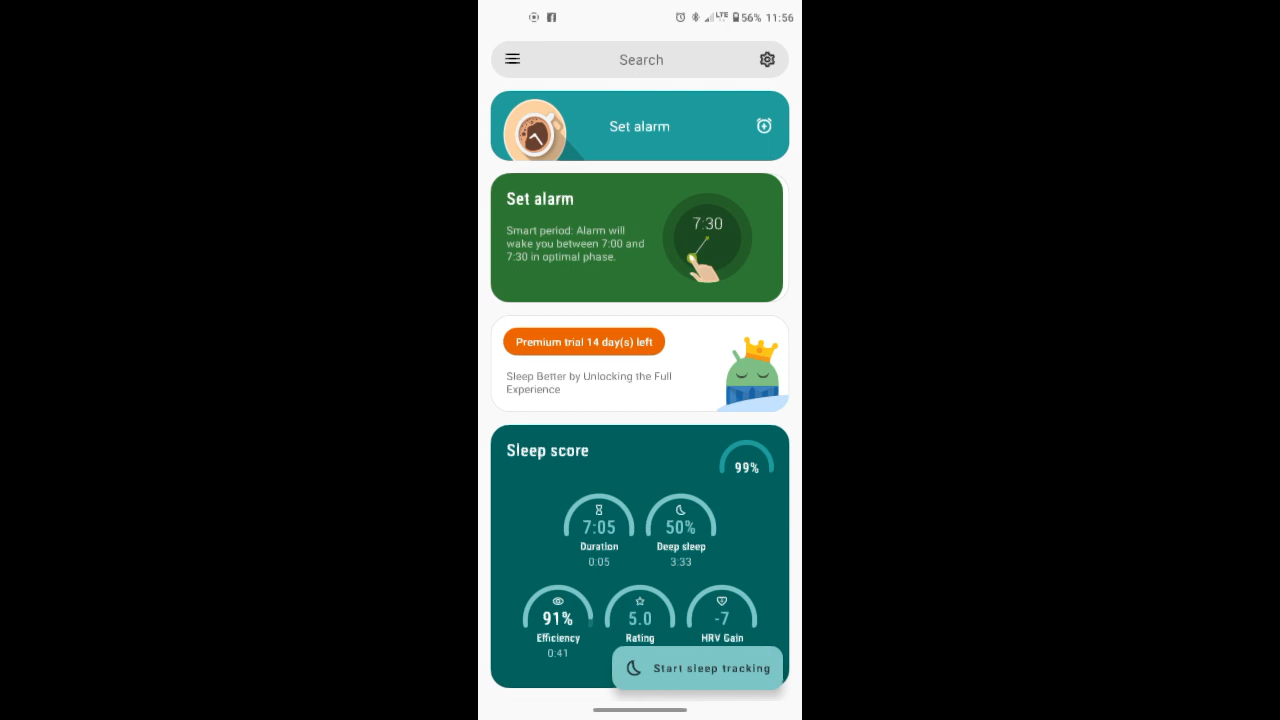 LTE 56% 11:56
Search
Set alarm
Set alarm
7:30
Smart period: Alarm will
wake you between 7:00 and
7:30 in optimal phase.
Premium trial 14 day(s) left
Sleep Better by Unlocking the Full
Experience
Sleep score
99%
7:05 50%
Duration Deep sleep
0:05 3:33
91% 5.0 -7
Efficiency Rating HRV Gain
0:41
Start sleep tracking